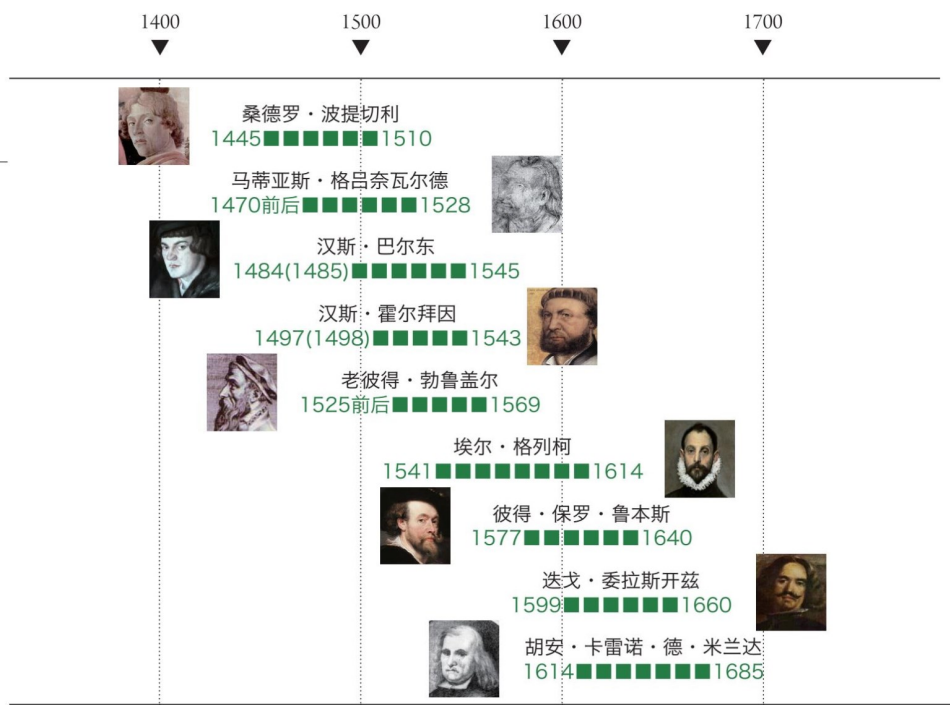 1400 1500 1600 1700
桑德罗・波提切利
1445■■■■■■1510
马蒂亚斯・格吕奈瓦尔德
1470前后■■■■■■1528
汉斯・巴尔东
1484(1485)■■■■■■1545
汉斯・霍尔拜因
1497(1498)■■■■■1543
老彼得・勃鲁盖尔
1525前后■■■■■1569
埃尔・格列柯
1541■■■■■■■■1614
彼得・保罗・鲁本斯
1577■■■■■■1640
迭戈・委拉斯开兹
1599■■■■■■1660
胡安・卡雷诺・德・米兰达
1614■■■■■■■1685